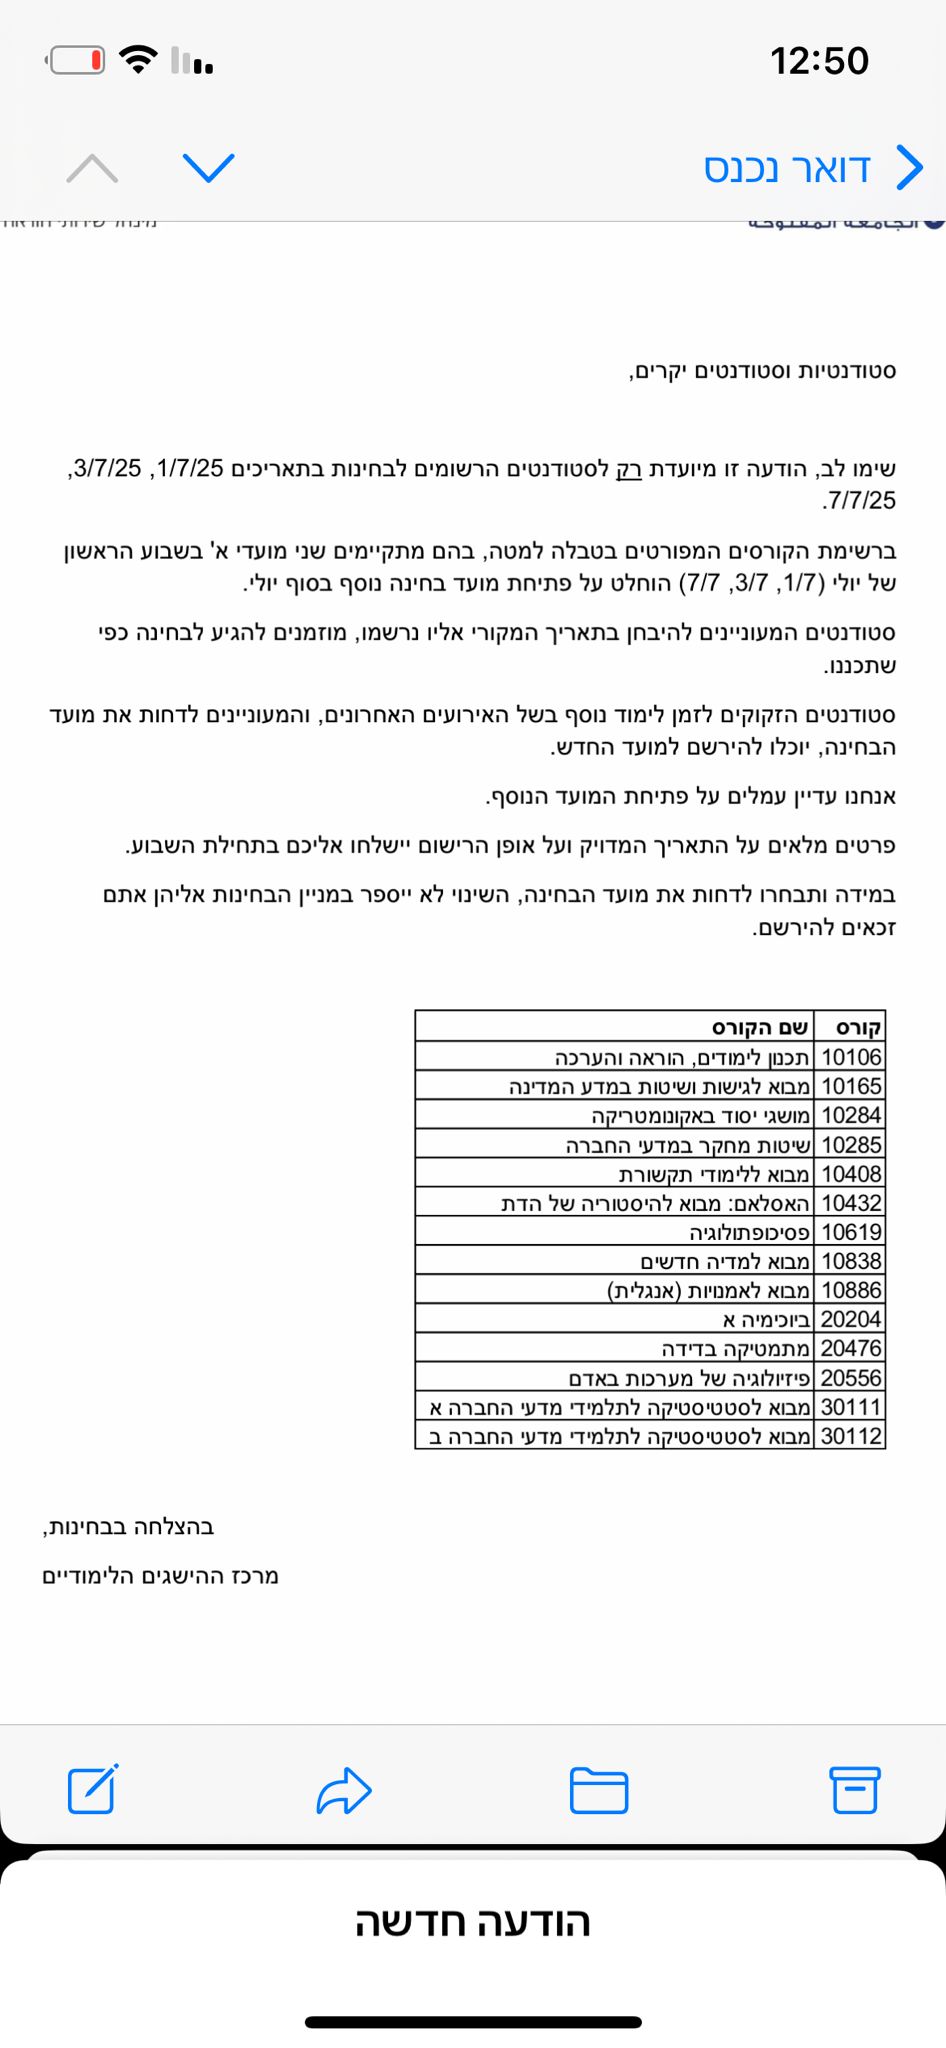 12:50
דואר נכנס
الجامعة المفتوحة
סטודנטיות וסטודנטים יקרים,
שימו לב, הודעה זו מיועדת רק לסטודנטים הרשומים לבחינות בתאריכים 1/7/25, 3/7/25,
7/7/25.
ברשימת הקורסים המפורטים בטבלה למטה, בהם מתקיימים שני מועדי א' בשבוע הראשון
של יולי (1/7, 3/7, 7/7) הוחלט על פתיחת מועד בחינה נוסף בסוף יולי.
סטודנטים המעוניינים להיבחן בתאריך המקורי אליו נרשמו, מוזמנים להגיע לבחינה כפי
שתכננו.
סטודנטים הזקוקים לזמן לימוד נוסף בשל האירועים האחרונים, והמעוניינים לדחות את מועד
הבחינה, יוכלו להירשם למועד החדש.
אנחנו עדיין עמלים על פתיחת המועד הנוסף.
פרטים מלאים על התאריך המדויק ועל אופן הרישום יישלחו אליכם בתחילת השבוע.
במידה ותבחרו לדחות את מועד הבחינה, השינוי לא ייספר במניין הבחינות אליהן אתם
זכאים להירשם.
קורס שם הקורס
10106 תכנון לימודים, הוראה והערכה
10165 מבוא לגישות ושיטות במדע המדינה
10284 מושגי יסוד באקונומטריקה
10285 שיטות מחקר במדעי החברה
10408 מבוא ללימודי תקשורת
10432 האסלאם: מבוא להיסטוריה של הדת
10619 פסיכופתולוגיה
10838 מבוא למדיה חדשים
10886 מבוא לאמנויות (אנגלית)
20204 ביוכימיה א
20476 מתמטיקה בדידה
20556 פיזיולוגיה של מערכות באדם
30111 מבוא לסטטיסטיקה לתלמידי מדעי החברה א
30112 מבוא לסטטיסטיקה לתלמידי מדעי החברה ב
בהצלחה בבחינות,
מרכז ההישגים הלימודיים
הודעה חדשה